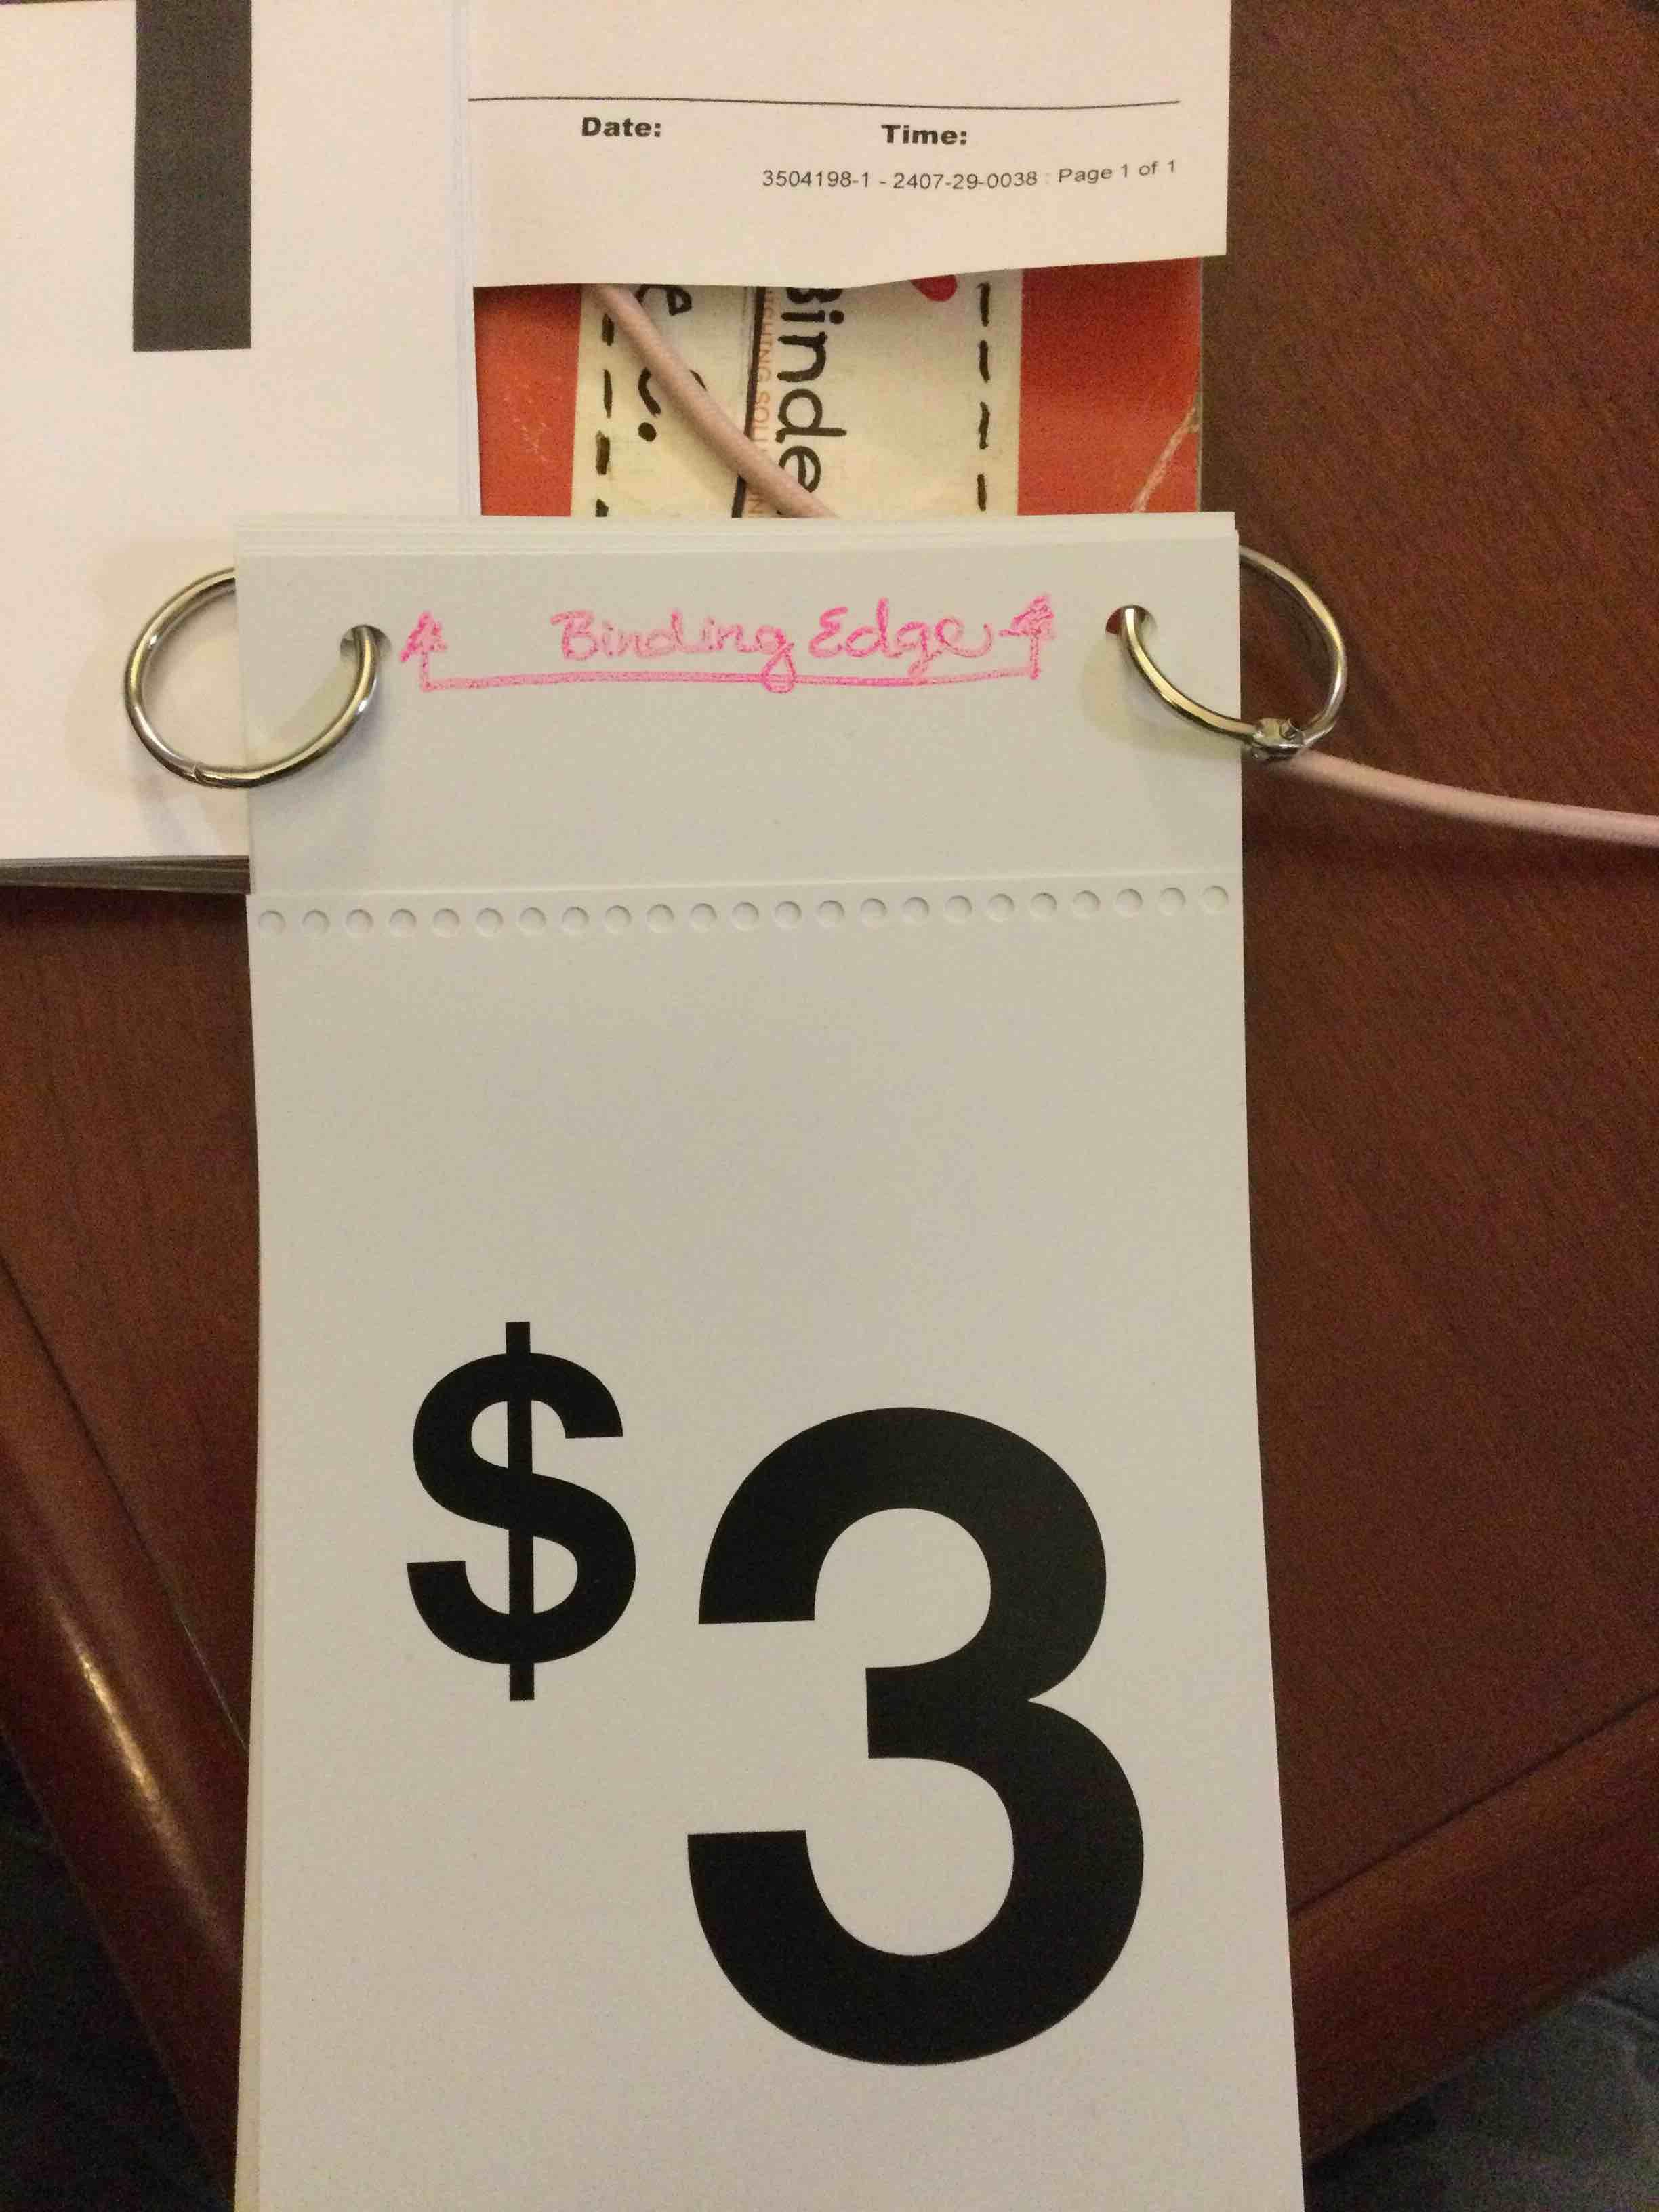 Date: Time:
3504198-1 - 2407-29-0038 Page 1 of 1
Binding Edge
$3